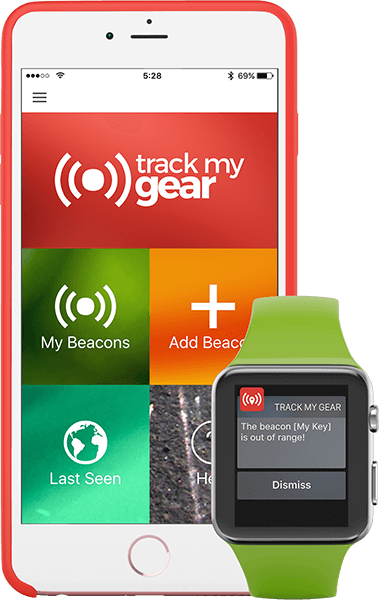 5:28
69%
track my
gear
My Beacons
Add Beaco
Last Seen
He
TRACK MY GEAR
The beacon [My Key]
is out of range!
Dismiss